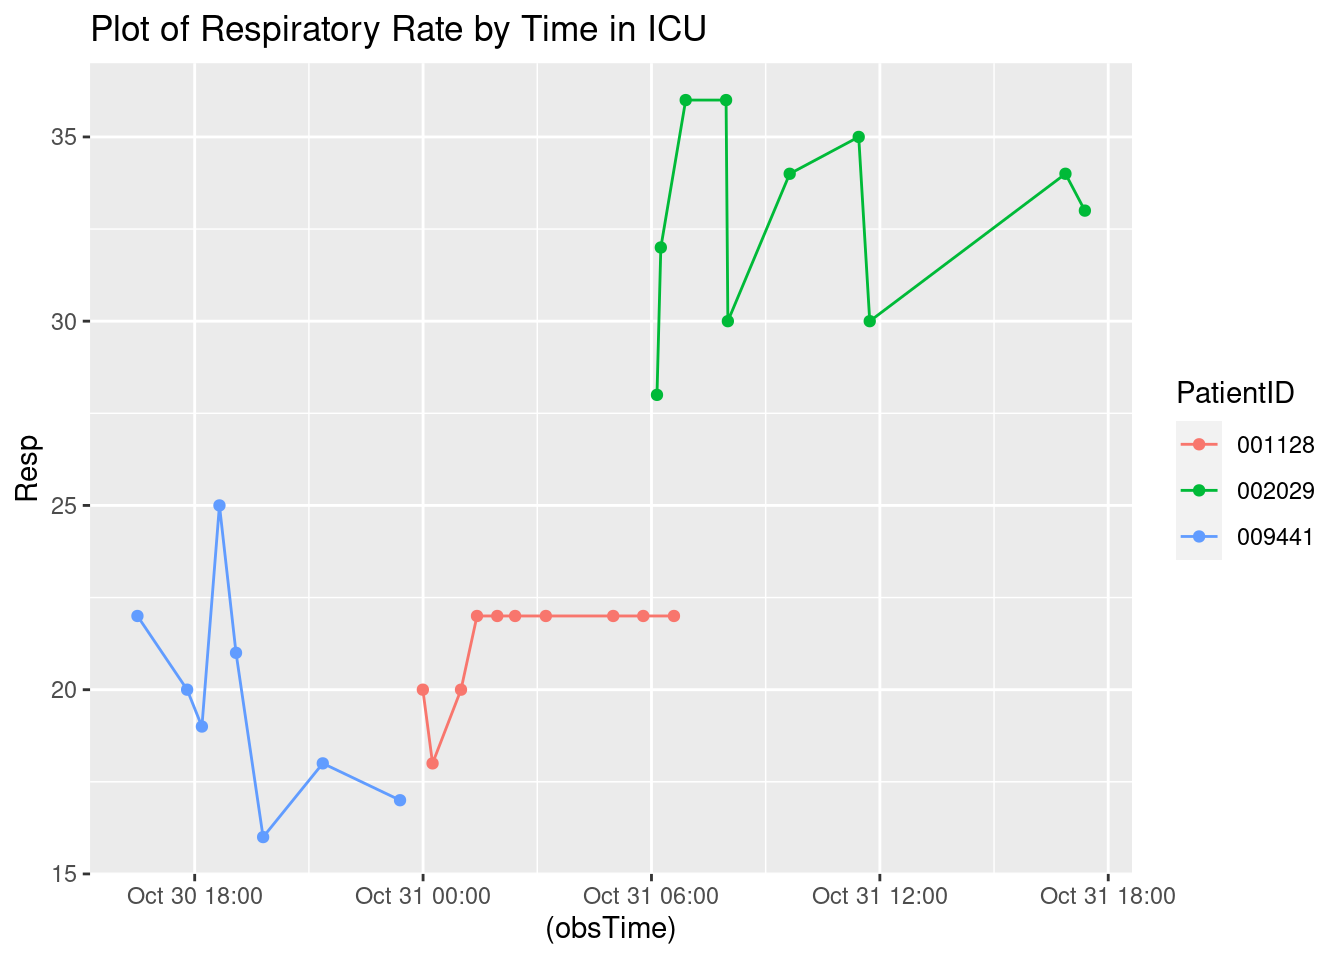 Plot of Respiratory Rate by Time in ICU
35
30
25
20
15
Resp
Oct 30 18:00 Oct 31 00:00 Oct 31 06:00 Oct 31 12:00 Oct 31 18:00
(obsTime)
PatientID
001128
002029
009441